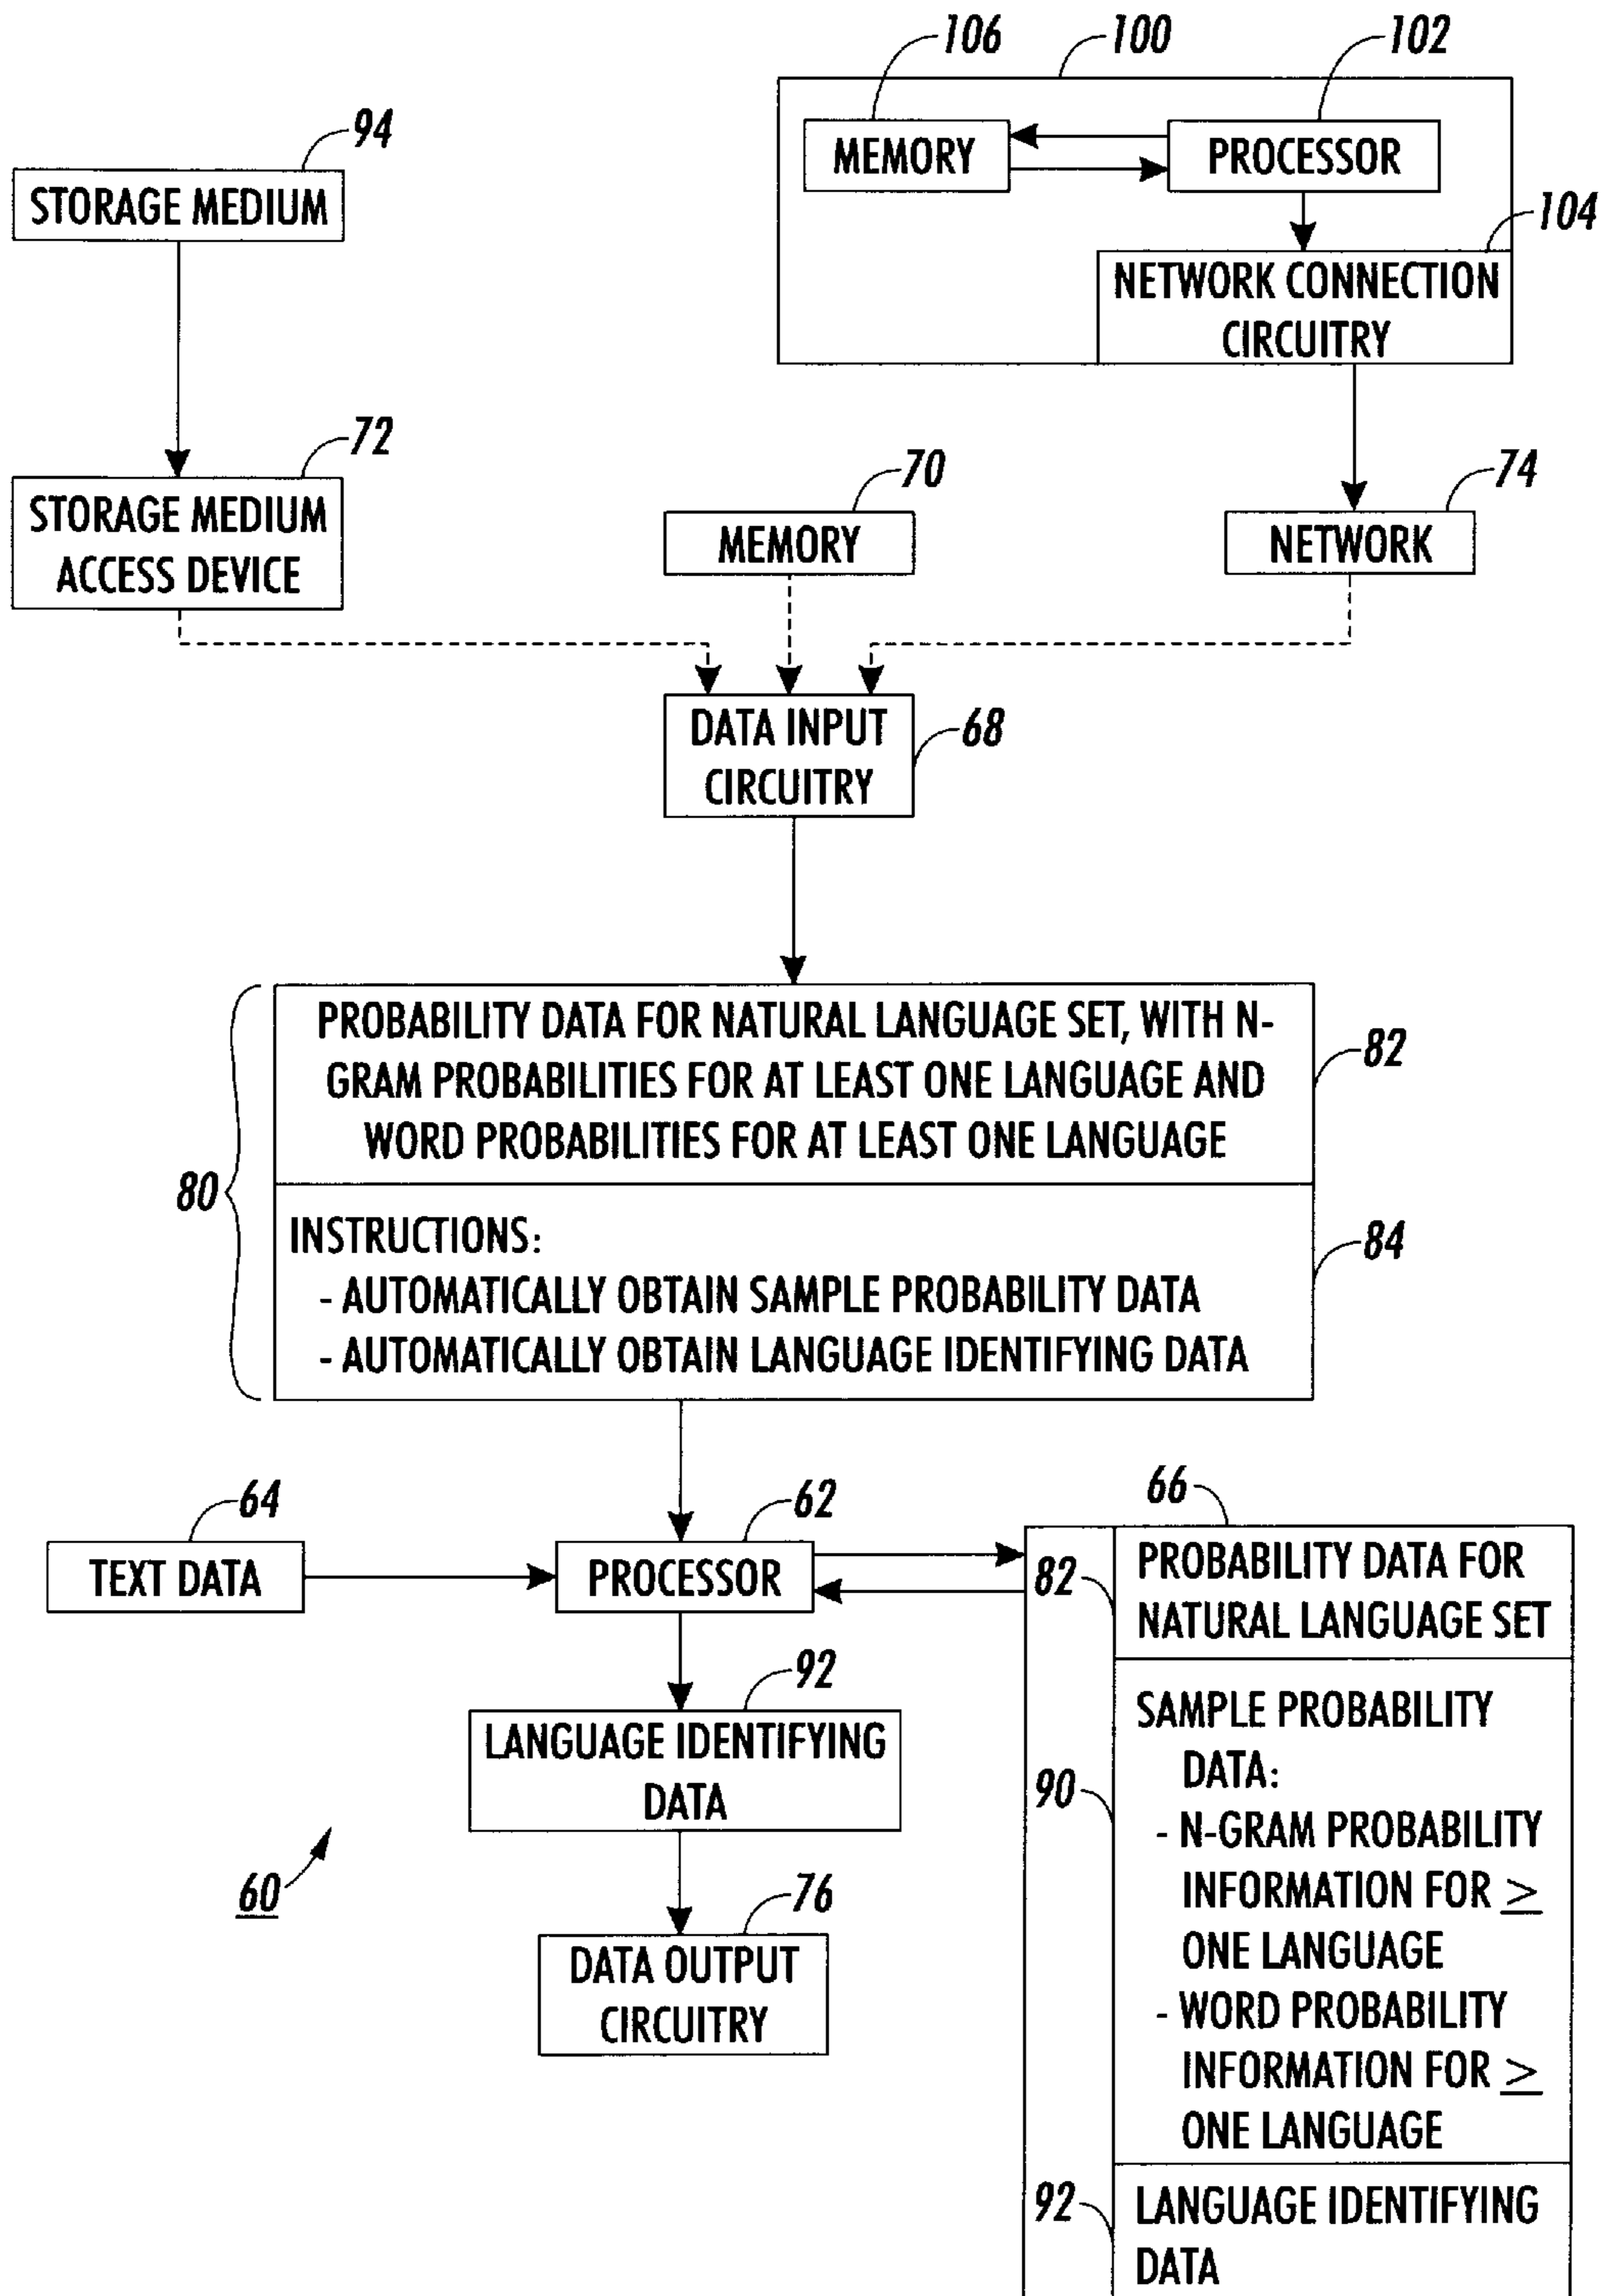 106
100
102
94
MEMORY
PROCESSOR
STORAGE MEDIUM
104
NETWORK CONNECTION
CIRCUITRY
72
70
74
STORAGE MEDIUM
ACCESS DEVICE
MEMORY
NETWORK
DATA INPUT
CIRCUITRY
68
PROBABILITY DATA FOR NATURAL LANGUAGE SET, WITH N-
GRAM PROBABILITIES FOR AT LEAST ONE LANGUAGE AND
WORD PROBABILITIES FOR AT LEAST ONE LANGUAGE
82
80
INSTRUCTIONS:
- AUTOMATICALLY OBTAIN SAMPLE PROBABILITY DATA
- AUTOMATICALLY OBTAIN LANGUAGE IDENTIFYING DATA
84
64
62
66
TEXT DATA
PROCESSOR
82
PROBABILITY DATA FOR
NATURAL LANGUAGE SET
92
LANGUAGE IDENTIFYING
DATA
90
SAMPLE PROBABILITY
DATA:
- N-GRAM PROBABILITY
INFORMATION FOR ≥
ONE LANGUAGE
- WORD PROBABILITY
INFORMATION FOR ≥
ONE LANGUAGE
60
76
DATA OUTPUT
CIRCUITRY
92
LANGUAGE IDENTIFYING
DATA